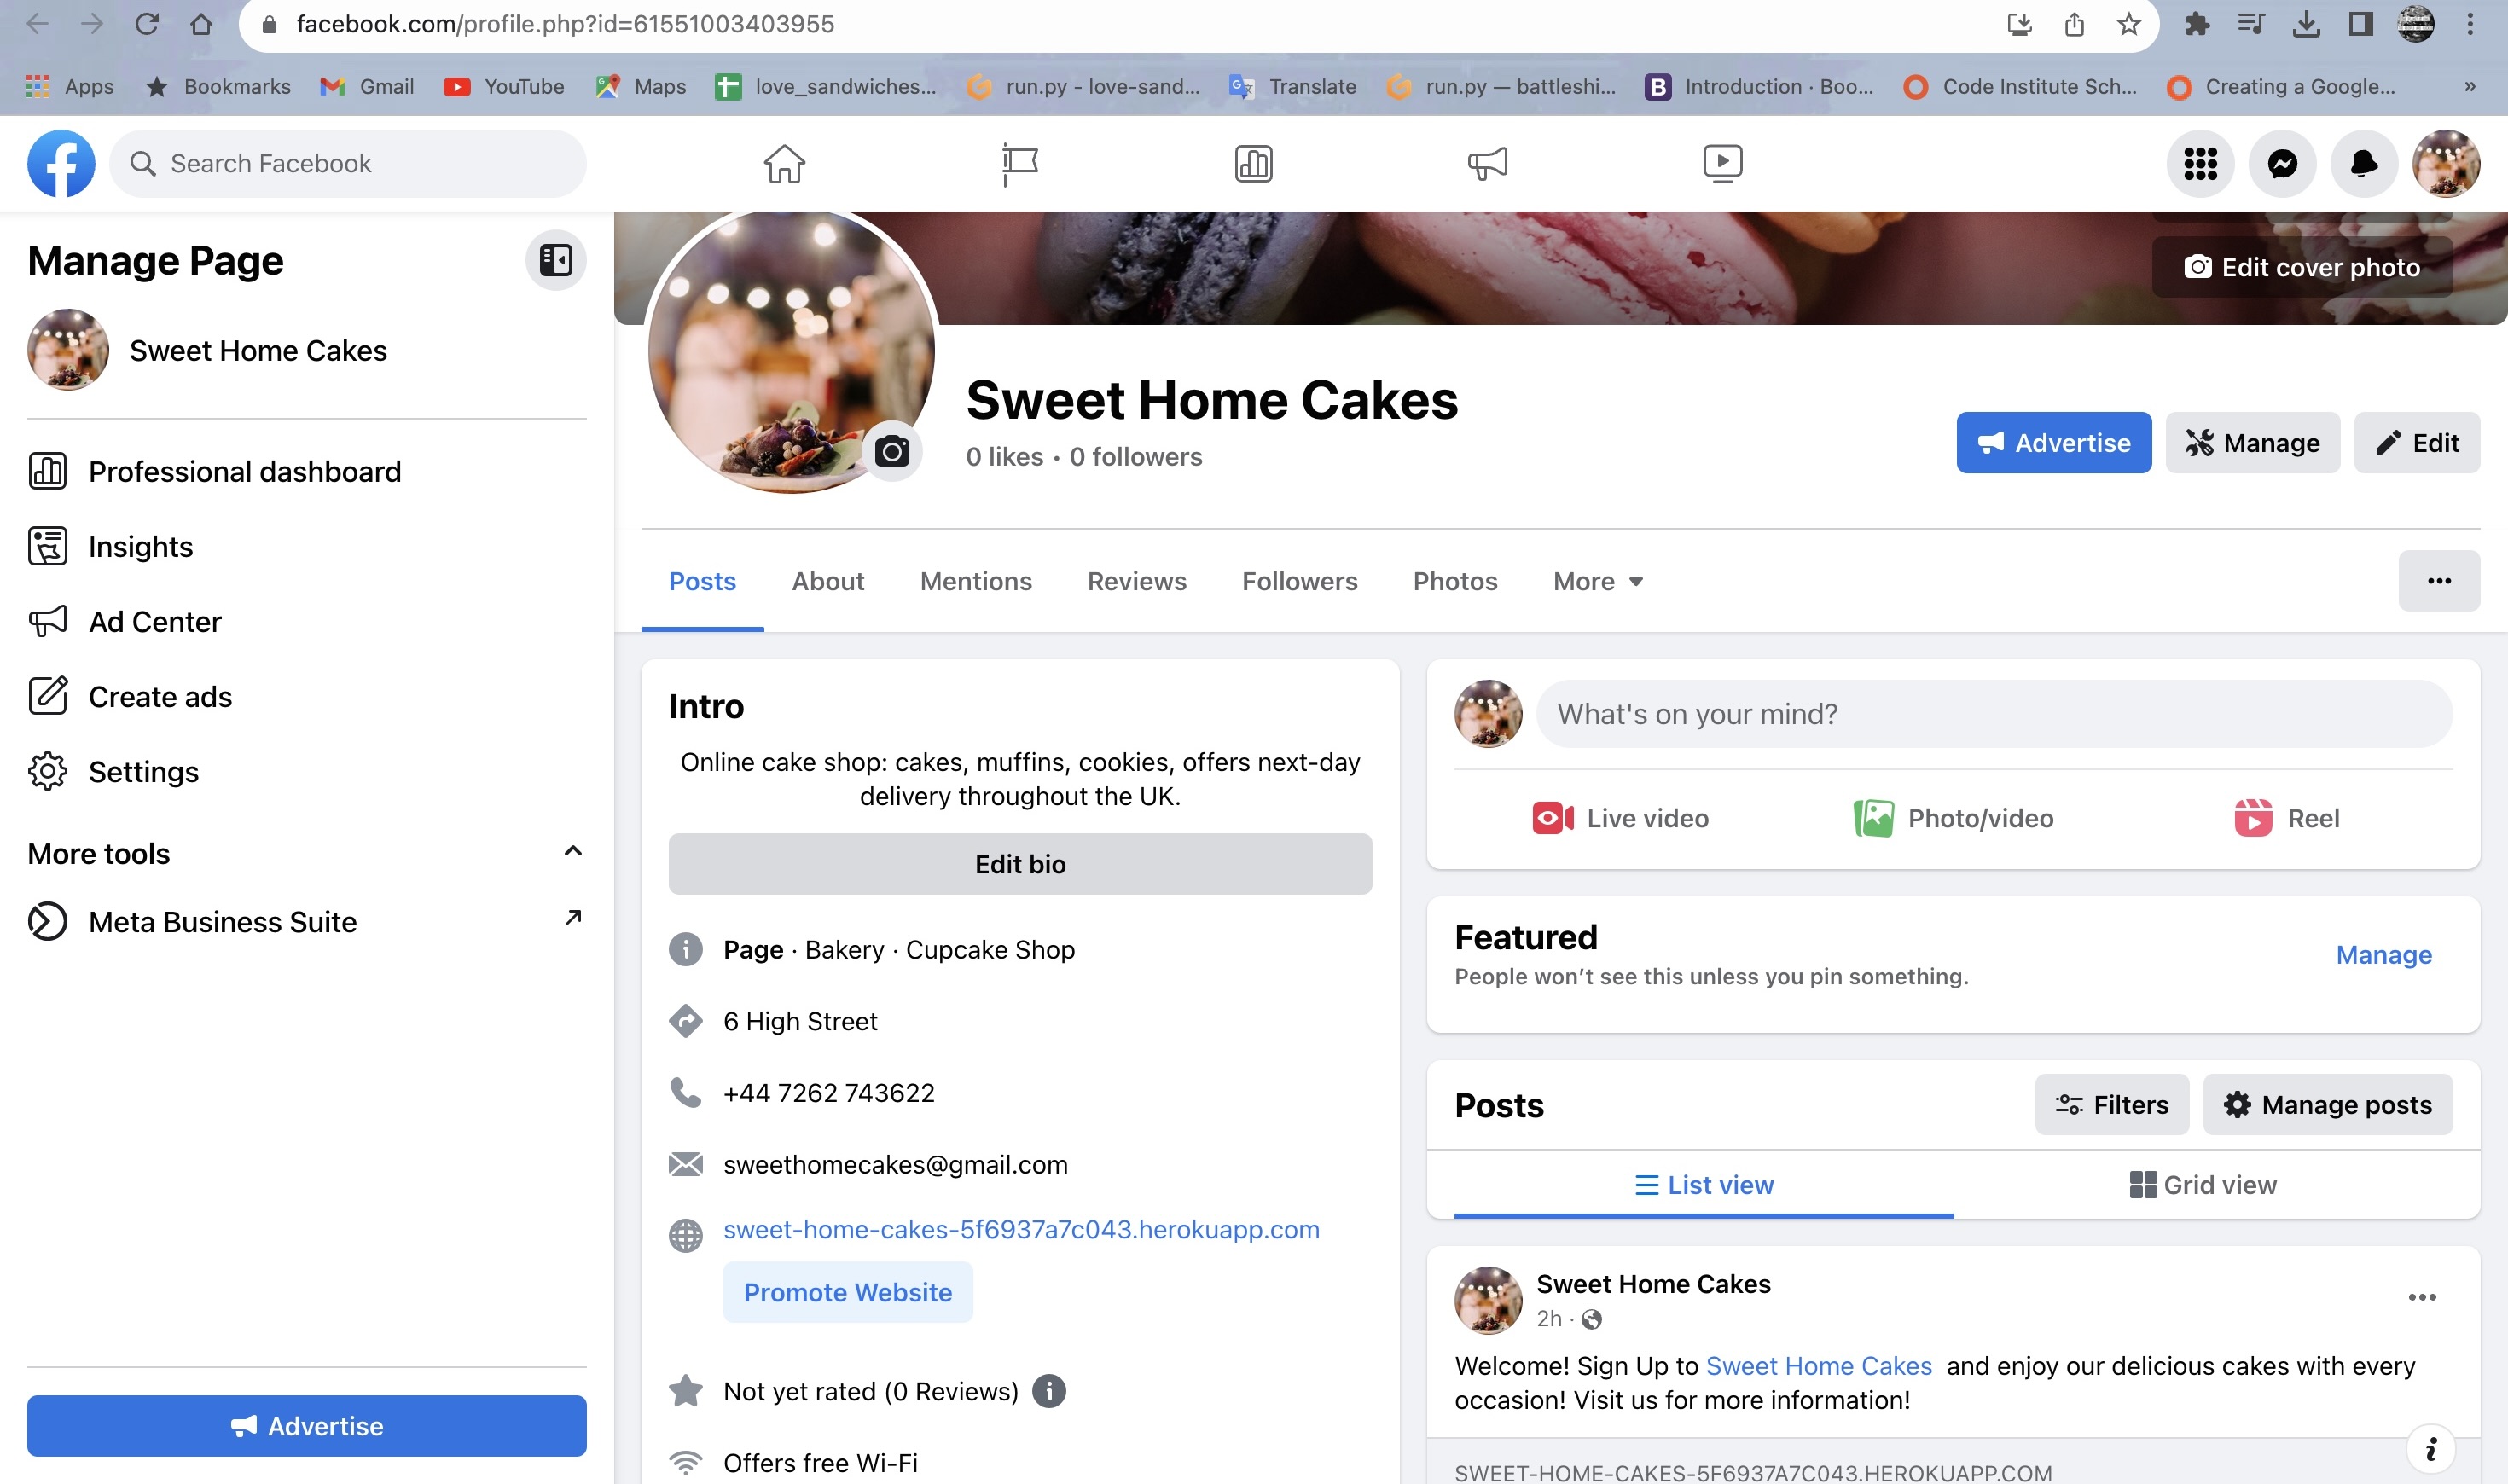 facebook.com/profile.php?id=61551003403955
Apps
Bookmarks
Gmail
YouTube
Maps
love_sandwiches...
run.py - love-sand...
Translate
run.py — battleshi...
B
Introduction · Boo...
Code Institute Sch...
Creating a Google...
»
Search Facebook
Manage Page
Sweet Home Cakes
Professional dashboard
Insights
Ad Center
Create ads
Settings
More tools
Meta Business Suite
Advertise
Edit cover photo
Sweet Home Cakes
0 likes • 0 followers
Advertise
Manage
Edit
Posts
About
Mentions
Reviews
Followers
Photos
More
Intro
Online cake shop: cakes, muffins, cookies, offers next-day
delivery throughout the UK.
Edit bio
Page · Bakery · Cupcake Shop
6 High Street
+44 7262 743622
sweethomecakes@gmail.com
sweet-home-cakes-5f6937a7c043.herokuapp.com
Promote Website
Not yet rated (0 Reviews)
Offers free Wi-Fi
What's on your mind?
Live video
Photo/video
Reel
Featured
People won’t see this unless you pin something.
Manage
Posts
Filters
Manage posts
List view
Grid view
Sweet Home Cakes
2h ·
Welcome! Sign Up to Sweet Home Cakes and enjoy our delicious cakes with every
occasion! Visit us for more information!
SWEET-HOME-CAKES-5F6937A7C043.HEROKUAPP.COM